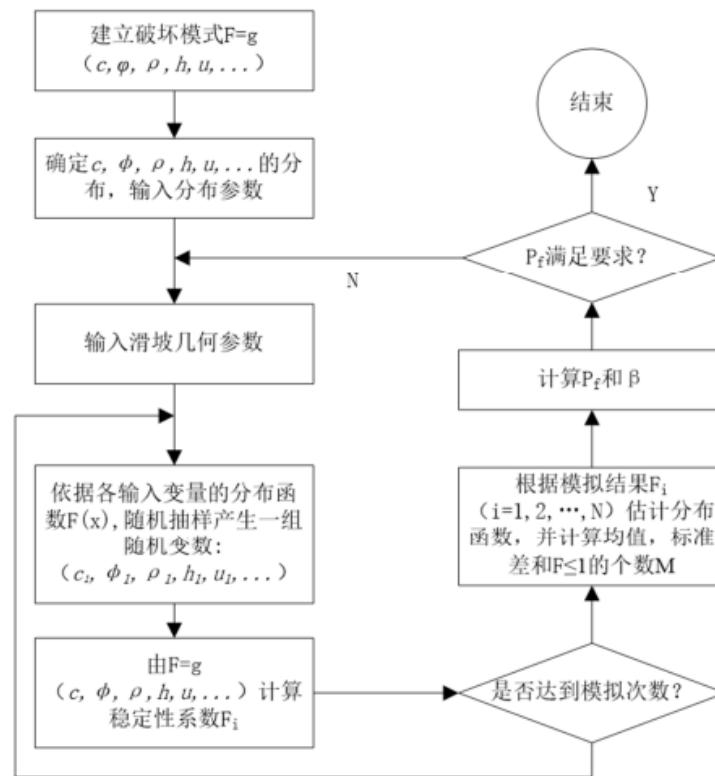 建立破坏模式F=g
（c,φ,ρ,h,u,...）
确定c,ϕ,ρ,h,u,...的分
布，输入分布参数
输入滑坡几何参数
依据各输入变量的分布函
数F(x),随机抽样产生一组
随机变数:
（c₁,ϕ₁,ρ₁,h₁,u₁,...）
由F=g
（c,ϕ,ρ,h,u,...）计算
稳定性系数Fᵢ
是否达到模拟次数？
根据模拟结果Fᵢ
（i=1,2,…,N）估计分布
函数，并计算均值，标准
差和F≤1的个数M
计算P_f和β
P_f满足要求？
N
Y
结束